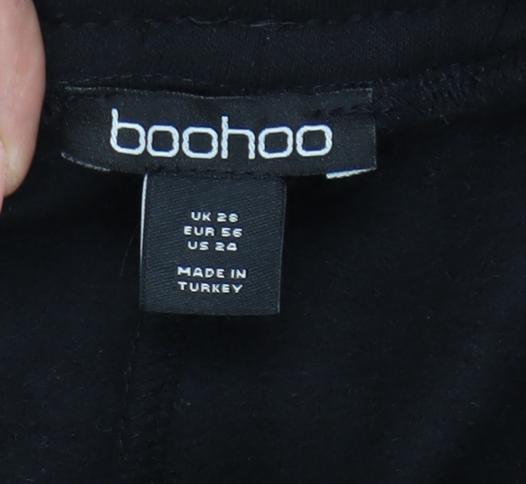 boohoo
UK 28
EUR 56
US 24
MADE IN
TURKEY